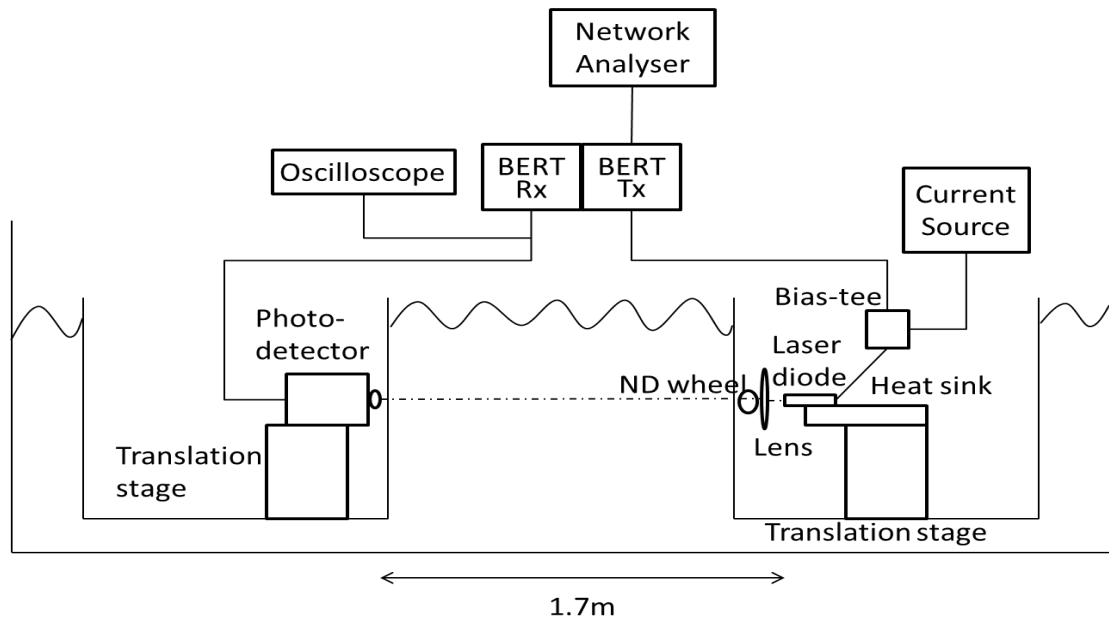 Network
Analyser
Oscilloscope
BERT
Rx
BERT
Tx
Current
Source
Bias-tee
Photo-
detector
Laser
diode
ND wheel
Heat sink
Lens
Translation
stage
Translation stage
1.7m